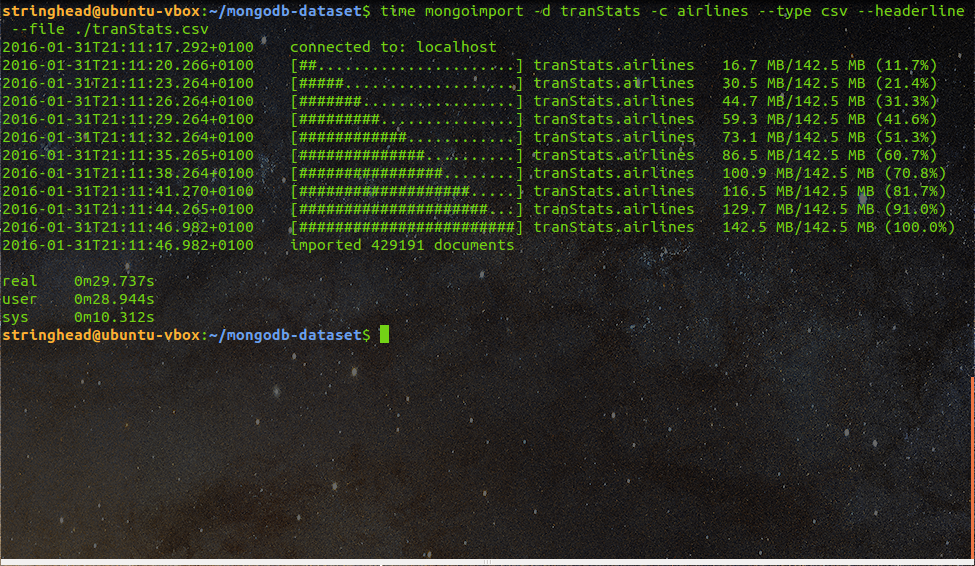 stringhead@ubuntu-vbox:~/mongodb-dataset$ time mongoimport -d tranStats -c airlines --type csv --headerline
 --file ./tranStats.csv
2016-01-31T21:11:17.292+0100    connected to: localhost
2016-01-31T21:11:20.266+0100    [##......................] tranStats.airlines   16.7 MB/142.5 MB (11.7%)
2016-01-31T21:11:23.264+0100    [#####...................] tranStats.airlines   30.5 MB/142.5 MB (21.4%)
2016-01-31T21:11:26.264+0100    [#######.................] tranStats.airlines   44.7 MB/142.5 MB (31.3%)
2016-01-31T21:11:29.264+0100    [#########...............] tranStats.airlines   59.3 MB/142.5 MB (41.6%)
2016-01-31T21:11:32.264+0100    [############............] tranStats.airlines   73.1 MB/142.5 MB (51.3%)
2016-01-31T21:11:35.265+0100    [##############..........] tranStats.airlines   86.5 MB/142.5 MB (60.7%)
2016-01-31T21:11:38.264+0100    [################........] tranStats.airlines   100.9 MB/142.5 MB (70.8%)
2016-01-31T21:11:41.270+0100    [###################.....] tranStats.airlines   116.5 MB/142.5 MB (81.7%)
2016-01-31T21:11:44.265+0100    [#####################...] tranStats.airlines   129.7 MB/142.5 MB (91.0%)
2016-01-31T21:11:46.982+0100    [########################] tranStats.airlines   142.5 MB/142.5 MB (100.0%)
2016-01-31T21:11:46.982+0100    imported 429191 documents
real    0m29.737s
user    0m28.944s
sys     0m10.312s
stringhead@ubuntu-vbox:~/mongodb-dataset$